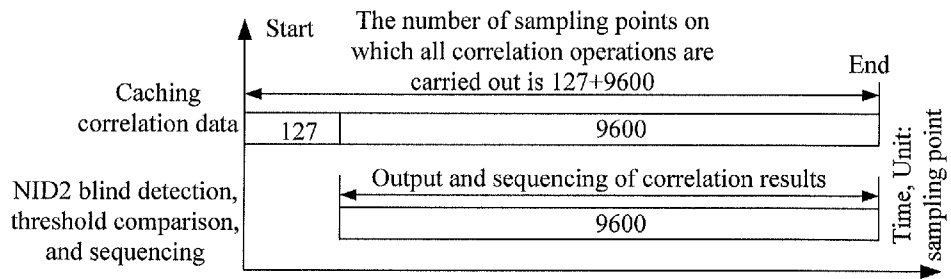 Start
The number of sampling points on
which all correlation operations are
carried out is 127+9600
End
Caching
correlation data
127
9600
NID2 blind detection,
threshold comparison,
and sequencing
Output and sequencing of correlation results
9600
Time, Unit:
sampling point